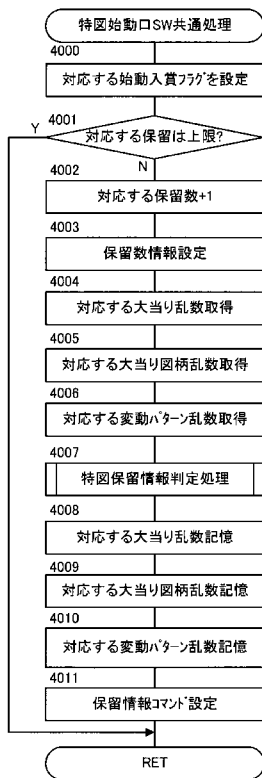 特図始動口SW共通処理
4000
対応する始動入賞ﾌﾗｸﾞを設定
4001
Y
対応する保留は上限?
N
4002
対応する保留数+1
4003
保留数情報設定
4004
対応する大当り乱数取得
4005
対応する大当り図柄乱数取得
4006
対応する変動ﾊﾟﾀｰﾝ乱数取得
4007
特図保留情報判定処理
4008
対応する大当り乱数記憶
4009
対応する大当り図柄乱数記憶
4010
対応する変動ﾊﾟﾀｰﾝ乱数記憶
4011
保留情報ｺﾏﾝﾄﾞ設定
RET